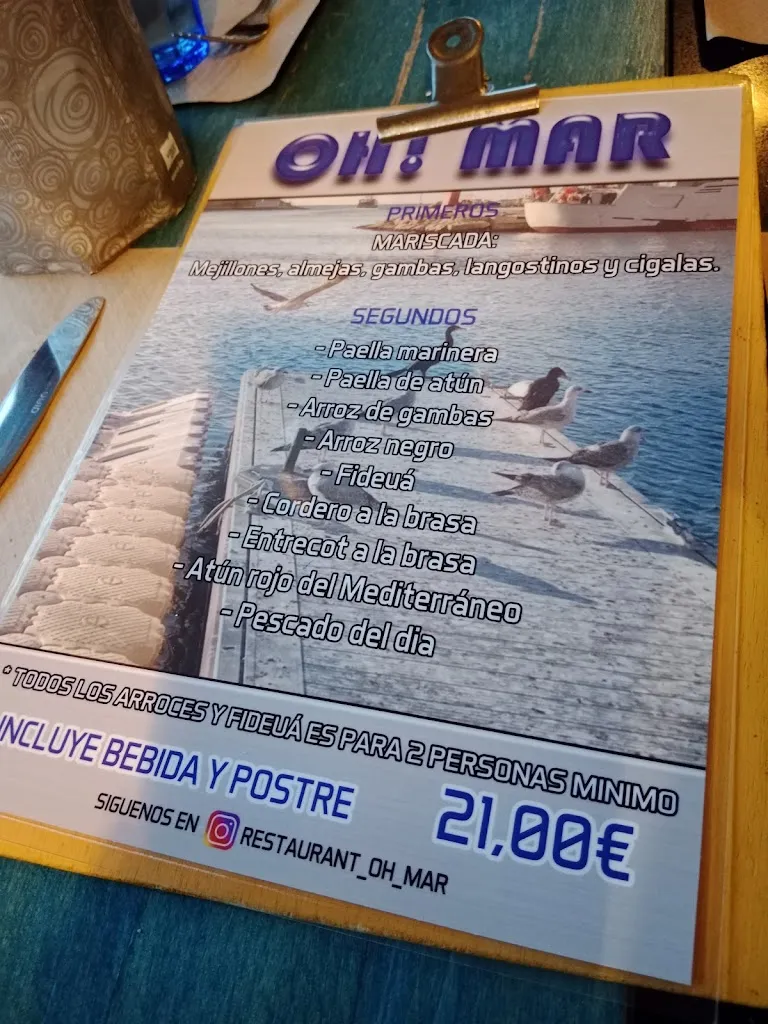 OH! MAR
PRIMEROS
MARISCADA:
Mejillones, almejas, gambas, langostinos y cigalas.
SEGUNDOS
- Paella marinera
- Paella de atún
- Arroz de gambas
- Arroz negro
- Fideuá
- Cordero a la brasa
- Entrecot a la brasa
- Atún rojo del Mediterráneo
- Pescado del dia
* TODOS LOS ARROCES Y FIDEUÁ ES PARA 2 PERSONAS MINIMO
INCLUYE BEBIDA Y POSTRE
21,00€
SIGUENOS EN RESTAURANT_OH_MAR